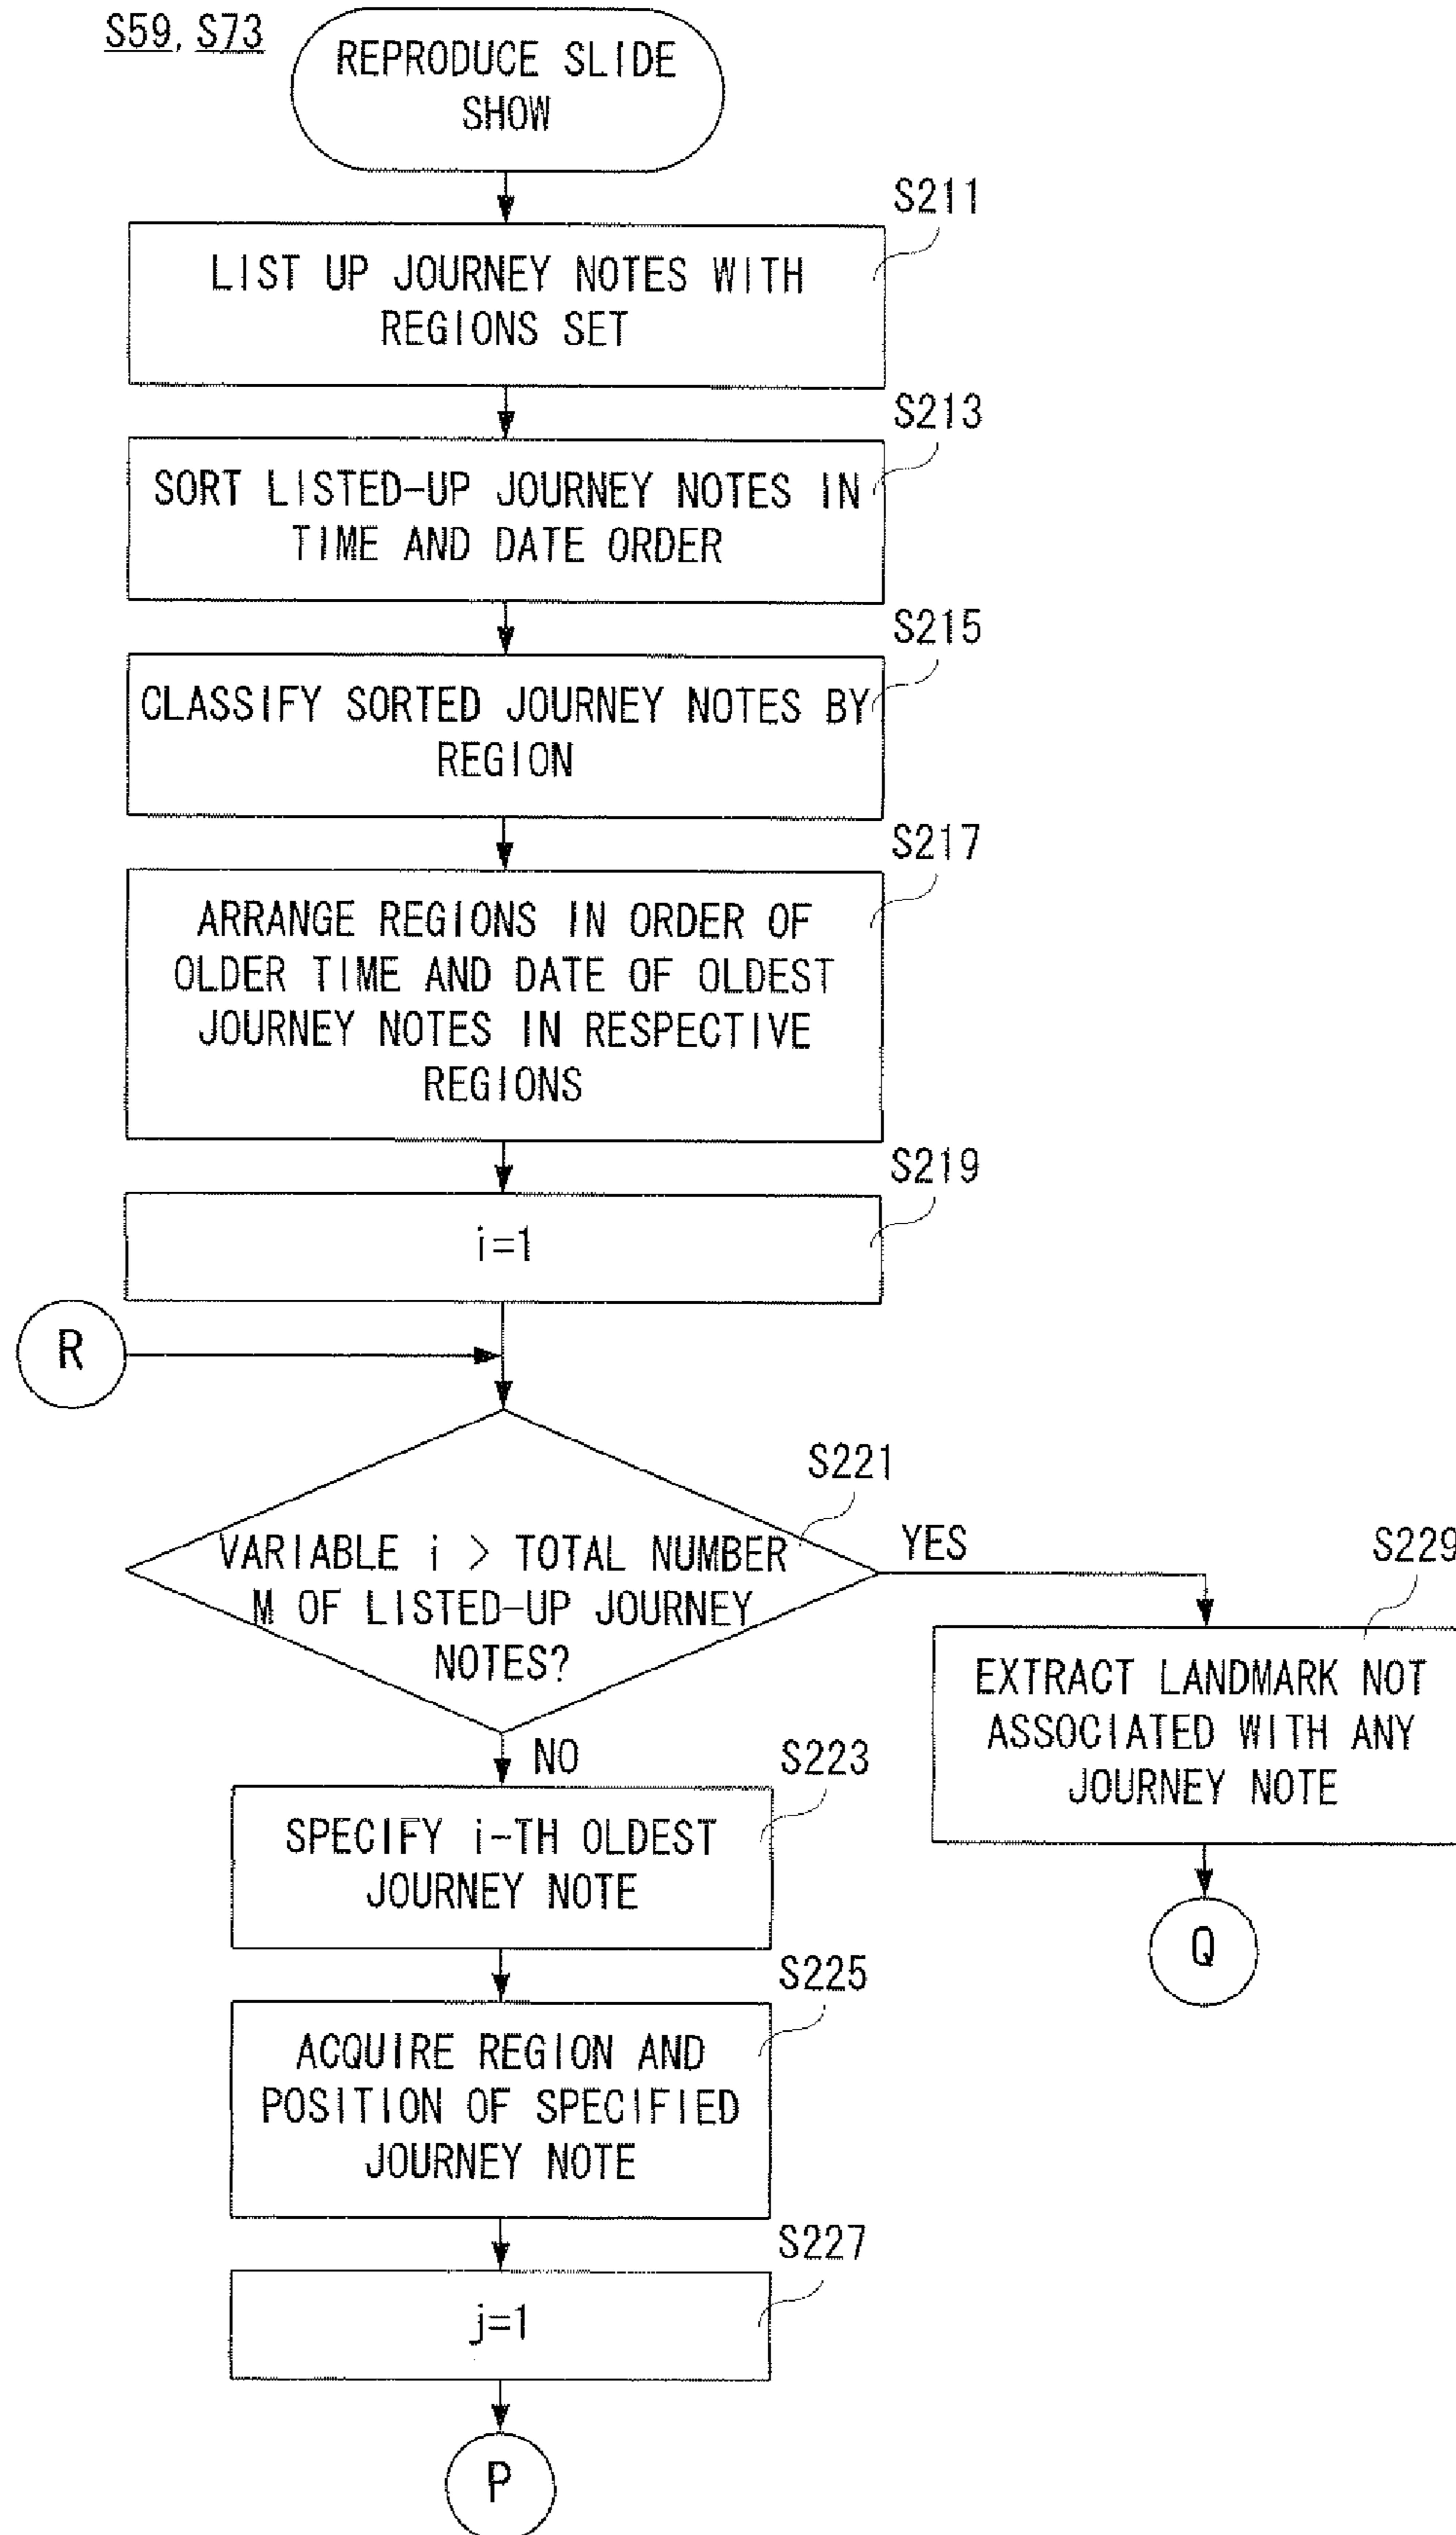 S59, S73
REPRODUCE SLIDE
SHOW
S211
LIST UP JOURNEY NOTES WITH
REGIONS SET
S213
SORT LISTED-UP JOURNEY NOTES IN
TIME AND DATE ORDER
S215
CLASSIFY SORTED JOURNEY NOTES BY
REGION
S217
ARRANGE REGIONS IN ORDER OF
OLDER TIME AND DATE OF OLDEST
JOURNEY NOTES IN RESPECTIVE
REGIONS
S219
i=1
R
S221
VARIABLE i > TOTAL NUMBER
M OF LISTED-UP JOURNEY
NOTES?
YES
S229
EXTRACT LANDMARK NOT
ASSOCIATED WITH ANY
JOURNEY NOTE
Q
NO
S223
SPECIFY i-TH OLDEST
JOURNEY NOTE
S225
ACQUIRE REGION AND
POSITION OF SPECIFIED
JOURNEY NOTE
S227
j=1
P